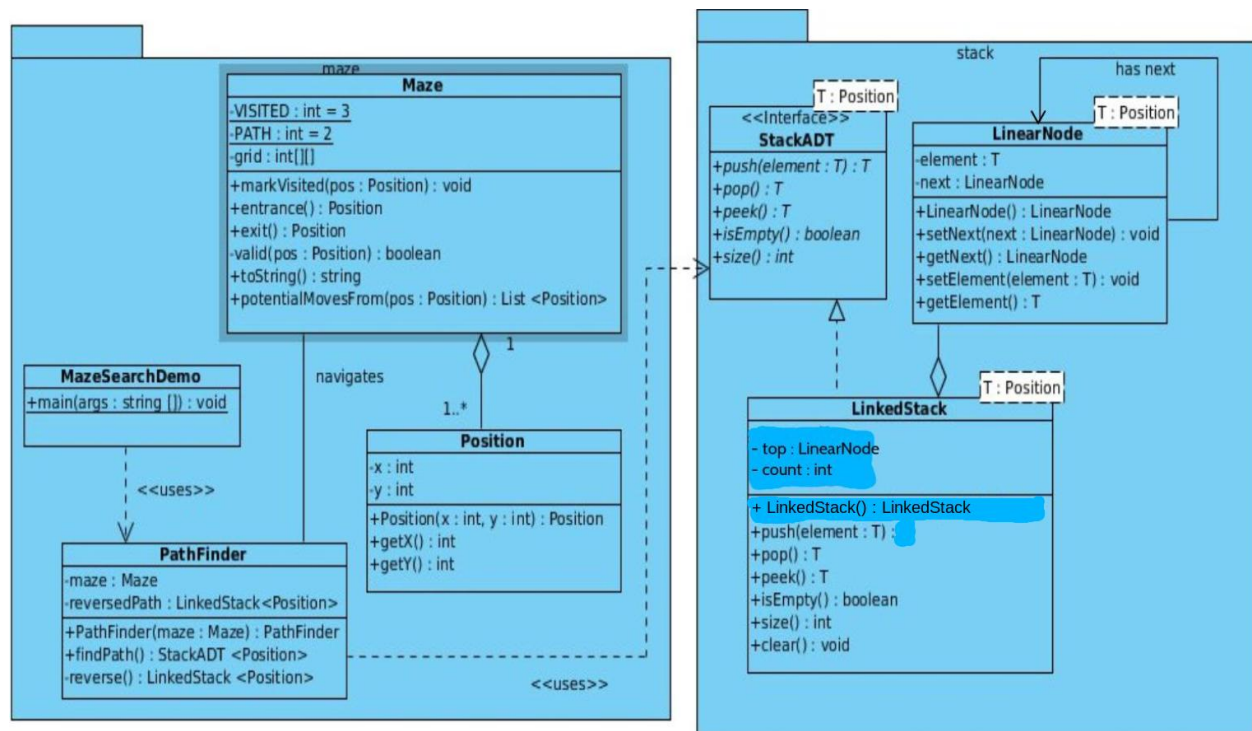 maze
Maze
-VISITED : int = 3
-PATH : int = 2
-grid : int[][]
+markVisited(pos : Position) : void
+entrance() : Position
+exit() : Position
-valid(pos : Position) : boolean
+toString() : string
+potentialMovesFrom(pos : Position) : List <Position>
MazeSearchDemo
+main(args : string []) : void
<<uses>>
navigates
1
1..*
Position
-x : int
-y : int
+Position(x : int, y : int) : Position
+getX() : int
+getY() : int
PathFinder
-maze : Maze
-reversedPath : LinkedStack<Position>
+PathFinder(maze : Maze) : PathFinder
+findPath() : StackADT <Position>
-reverse() : LinkedStack <Position>
<<uses>>
stack
T : Position
<<Interface>>
StackADT
+push(element : T) : T
+pop() : T
+peek() : T
+isEmpty() : boolean
+size() : int
has next
T : Position
LinearNode
-element : T
-next : LinearNode
+LinearNode() : LinearNode
+setNext(next : LinearNode) : void
+getNext() : LinearNode
+setElement(element : T) : void
+getElement() : T
T : Position
LinkedStack
- top : LinearNode
- count : int
+ LinkedStack() : LinkedStack
+push(element : T) :
+pop() : T
+peek() : T
+isEmpty() : boolean
+size() : int
+clear() : void